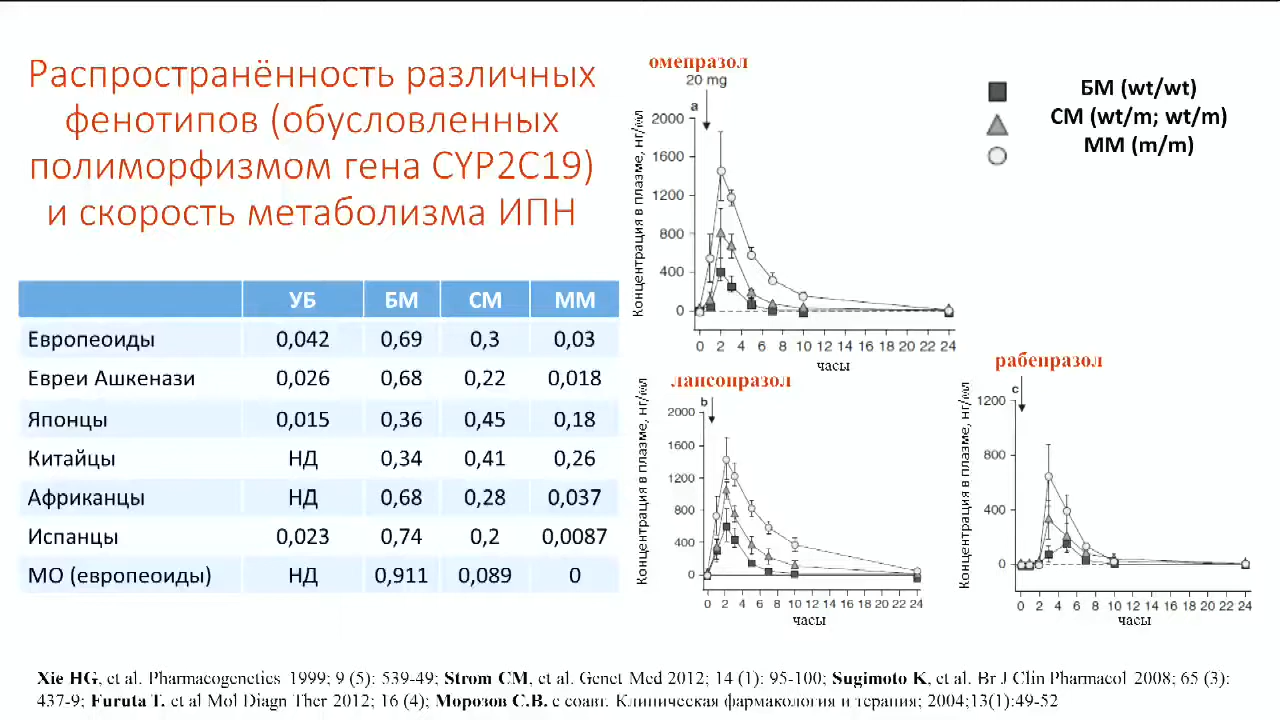 Распространённость различных
фенотипов (обусловленных
полиморфизмом гена CYP2C19)
и скорость метаболизма ИПН
УБ БМ СМ ММ
Европеоиды 0,042 0,69 0,3 0,03
Евреи Ашкенази 0,026 0,68 0,22 0,018
Японцы 0,015 0,36 0,45 0,18
Китайцы НД 0,34 0,41 0,26
Африканцы НД 0,68 0,28 0,037
Испанцы 0,023 0,74 0,2 0,0087
МО (европеоиды) НД 0,911 0,089 0
омепразол
20 mg
a
Концентрация в плазме, нг/мл
2000
1600
1200
800
400
0
0 2 4 6 8 10 12 14 16 18 20 22 24
часы
БМ (wt/wt)
СМ (wt/m; wt/m)
ММ (m/m)
лансопразол
b
Концентрация в плазме, нг/мл
2000
1600
1200
800
400
0
0 2 4 6 8 10 12 14 16 18 20 22 24
часы
рабепразол
c
Концентрация в плазме, нг/мл
1200
800
400
0
0 2 4 6 8 10 12 14 16 18 20 22 24
часы
Xie HG, et al. Pharmacogenetics 1999; 9 (5): 539-49; Strom CM, et al. Genet Med 2012; 14 (1): 95-100; Sugimoto K, et al. Br J Clin Pharmacol 2008; 65 (3):
437-9; Furuta T. et al Mol Diagn Ther 2012; 16 (4); Морозов С.В. с соавт. Клиническая фармакология и терапия; 2004;13(1):49-52